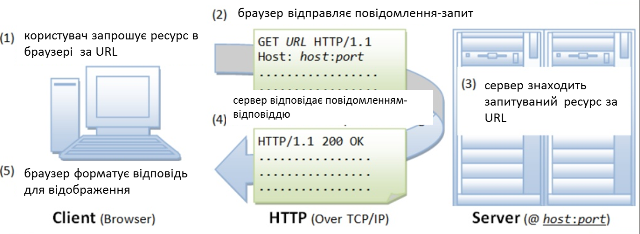 (1) користувач запрошує ресурс в
браузері за URL
(2) браузер відправляє повідомлення-запит
GET URL HTTP/1.1
Host: host:port
...............
(3) сервер знаходить
запитуваний ресурс за
URL
(4) сервер відповідає повідомленням-
відповіддю
HTTP/1.1 200 OK
...............
...............
...............
(5) браузер форматує відповідь
для відображення
Client (Browser)
HTTP (Over TCP/IP)
Server (@ host:port)